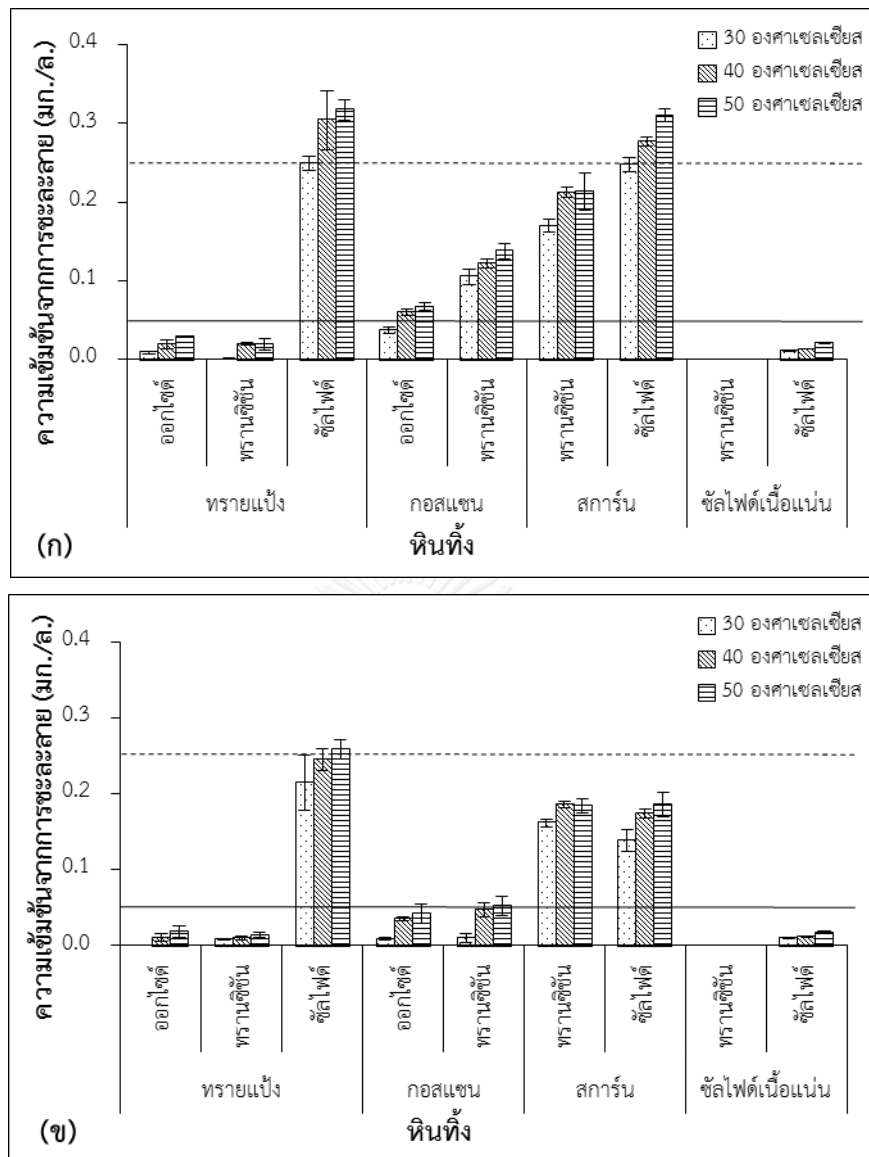 ความเข้มข้นจากการชะละลาย (มก./ล.)
0.4
0.3
0.2
0.1
0.0
30 องศาเซลเซียส
40 องศาเซลเซียส
50 องศาเซลเซียส
ออกไซด์ ทรานซิชัน ซัลไฟด์ ออกไซด์ ทรานซิชัน ทรานซิชัน ซัลไฟด์ ทรานซิชัน ซัลไฟด์
ทรายแป้ง กอสแซน สการ์น ซัลไฟด์เนื้อแน่น
(ก) หินทิ้ง
ความเข้มข้นจากการชะละลาย (มก./ล.)
0.4
0.3
0.2
0.1
0.0
30 องศาเซลเซียส
40 องศาเซลเซียส
50 องศาเซลเซียส
ออกไซด์ ทรานซิชัน ซัลไฟด์ ออกไซด์ ทรานซิชัน ทรานซิชัน ซัลไฟด์ ทรานซิชัน ซัลไฟด์
ทรายแป้ง กอสแซน สการ์น ซัลไฟด์เนื้อแน่น
(ข) หินทิ้ง